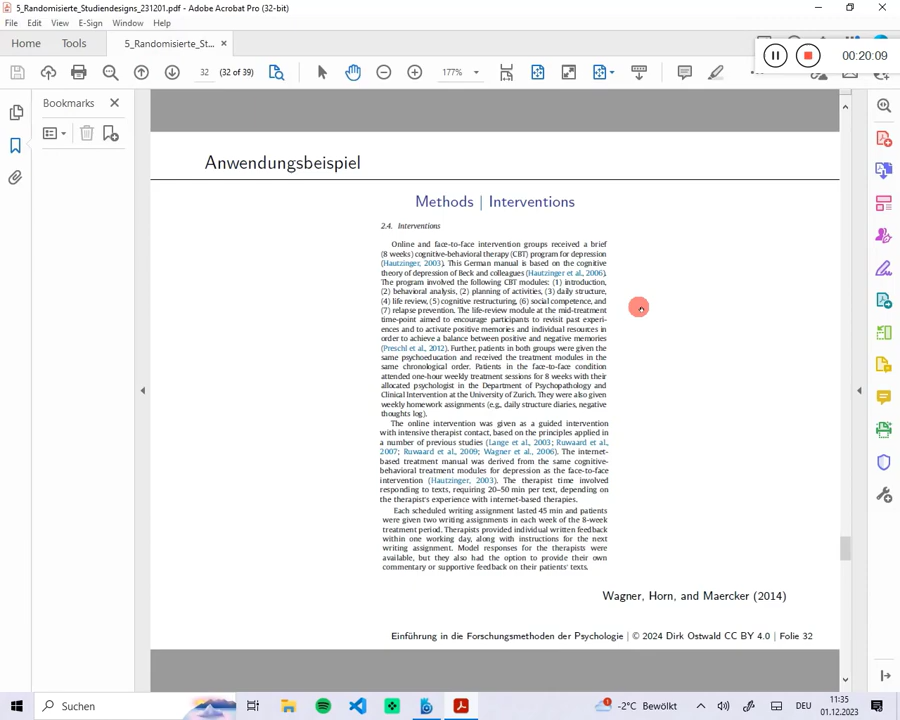 5_Randomisierte_Studiendesigns_231201.pdf - Adobe Acrobat Pro (32-bit)
File Edit View E-Sign Window Help
Home Tools 5_Randomisierte_St... ×
00:20:09
32 (32 of 39) 177%
Bookmarks
Anwendungsbeispiel
Methods | Interventions
2.4. Interventions
Online and face-to-face intervention groups received a brief
(8 weeks) cognitive-behavioral therapy (CBT) program for depression
(Hautzinger, 2003). This German manual is based on the cognitive
theory of depression of Beck and colleagues (Hautzinger et al., 2006).
The program involved the following CBT modules: (1) introduction,
(2) behavioral analysis, (2) planning of activities, (3) daily structure,
(4) life review, (5) cognitive restructuring, (6) social competence, and
(7) relapse prevention. The life-review module at the mid-treatment
time-point aimed to encourage participants to revisit past experi-
ences and to activate positive memories and individual resources in
order to achieve a balance between positive and negative memories
(Preschl et al., 2012). Further, patients in both groups were given the
same psychoeducation and received the treatment modules in the
same chronological order. Patients in the face-to-face condition
attended one-hour weekly treatment sessions for 8 weeks with their
allocated psychologist in the Department of Psychopathology and
Clinical Intervention at the University of Zurich. They were also given
weekly homework assignments (e.g., daily structure diaries, negative
thoughts log).
The online intervention was given as a guided intervention
with intensive therapist contact, based on the principles applied in
a number of previous studies (Lange et al., 2003; Ruwaard et al.,
2007; Ruwaard et al., 2009; Wagner et al., 2006). The internet-
based treatment manual was derived from the same cognitive-
behavioral treatment modules for depression as the face-to-face
intervention (Hautzinger, 2003). The therapist time involved
responding to texts, requiring 20–50 min per text, depending on
the therapist's experience with internet-based therapies.
Each scheduled writing assignment lasted 45 min and patients
were given two writing assignments in each week of the 8-week
treatment period. Therapists provided individual written feedback
within one working day, along with instructions for the next
writing assignment. Model responses for the therapists were
available, but they also had the option to provide their own
commentary or supportive feedback on their patients' texts.
Wagner, Horn, and Maercker (2014)
Einführung in die Forschungsmethoden der Psychologie | © 2024 Dirk Ostwald CC BY 4.0 | Folie 32
Suchen
-2°C Bewölkt
DEU
11:35
01.12.2023